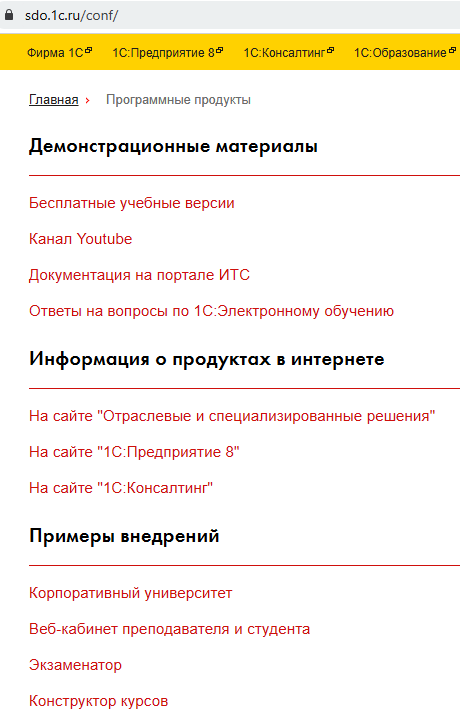 sdo.1c.ru/conf/
Фирма 1С 1С:Предприятие 8 1С:Консалтинг 1С:Образование
Главная › Программные продукты
Демонстрационные материалы
Бесплатные учебные версии
Канал Youtube
Документация на портале ИТС
Ответы на вопросы по 1С:Электронному обучению
Информация о продуктах в интернете
На сайте "Отраслевые и специализированные решения"
На сайте "1С:Предприятие 8"
На сайте "1С:Консалтинг"
Примеры внедрений
Корпоративный университет
Веб-кабинет преподавателя и студента
Экзаменатор
Конструктор курсов